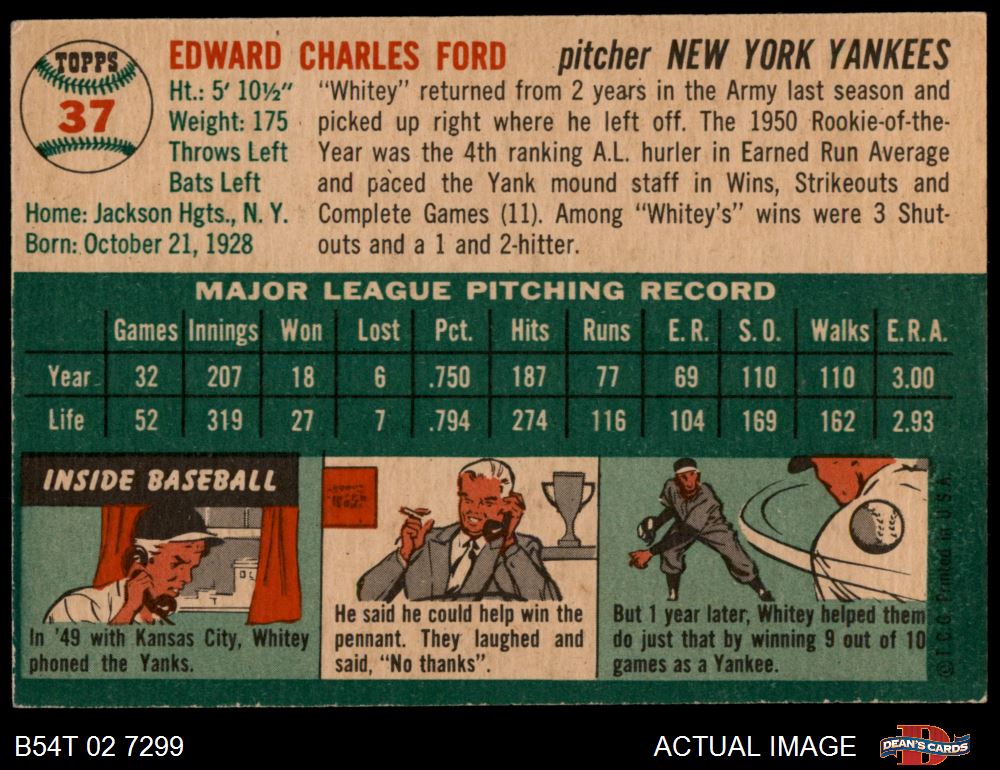 TOPPS
37
EDWARD CHARLES FORD pitcher NEW YORK YANKEES
Ht.: 5' 10½"
Weight: 175
Throws Left
Bats Left
Home: Jackson Hgts., N. Y.
Born: October 21, 1928
"Whitey" returned from 2 years in the Army last season and
picked up right where he left off. The 1950 Rookie-of-the-
Year was the 4th ranking A.L. hurler in Earned Run Average
and paced the Yank mound staff in Wins, Strikeouts and
Complete Games (11). Among "Whitey's" wins were 3 Shut-
outs and a 1 and 2-hitter.
MAJOR LEAGUE PITCHING RECORD
Games Innings Won Lost Pct. Hits Runs E.R. S.O. Walks E.R.A.
Year 32 207 18 6 .750 187 77 69 110 110 3.00
Life 52 319 27 7 .794 274 116 104 169 162 2.93
INSIDE BASEBALL
In '49 with Kansas City, Whitey
phoned the Yanks.
He said he could help win the
pennant. They laughed and
said, "No thanks".
But 1 year later, Whitey helped them
do just that by winning 9 out of 10
games as a Yankee.
© T.C.G. Printed in U.S.A.
B54T 02 7299
ACTUAL IMAGE
D
DEAN'S CARDS